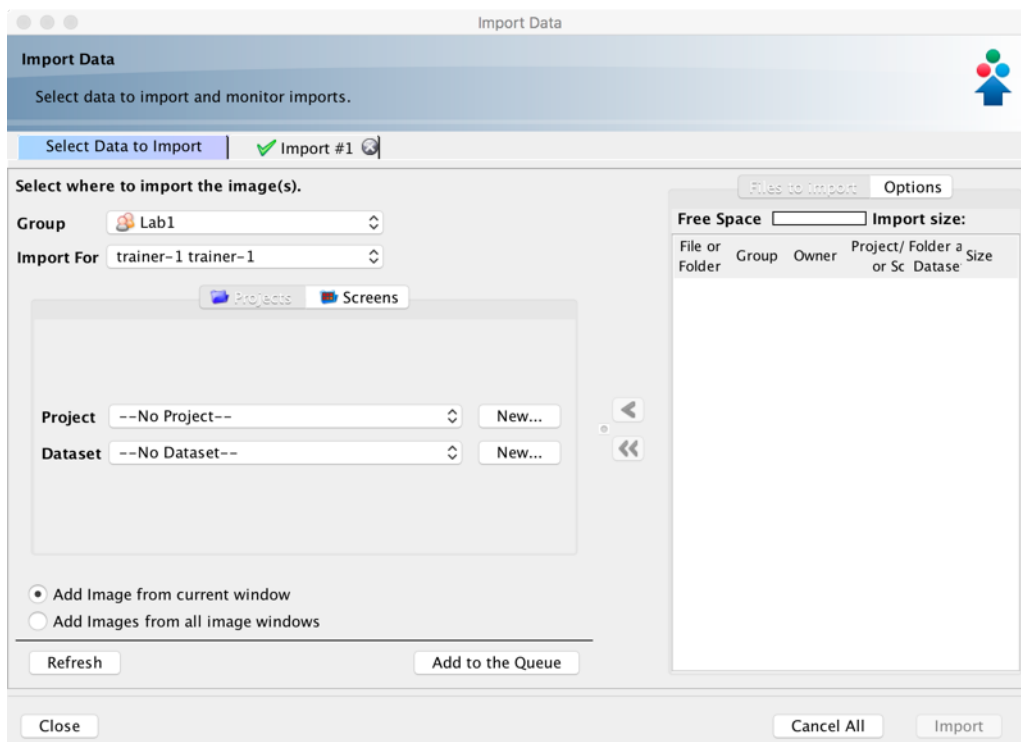 Import Data
Import Data
Select data to import and monitor imports.
Select Data to Import
Import #1
Select where to import the image(s).
Group
Lab1
Import For
trainer-1 trainer-1
Projects
Screens
Project
--No Project--
New...
Dataset
--No Dataset--
New...
Add Image from current window
Add Images from all image windows
Refresh
Add to the Queue
Files to Import
Options
Free Space
Import size:
File or
Folder
Group
Owner
Project/
or Sc
Folder a
Datase
Size
Close
Cancel All
Import